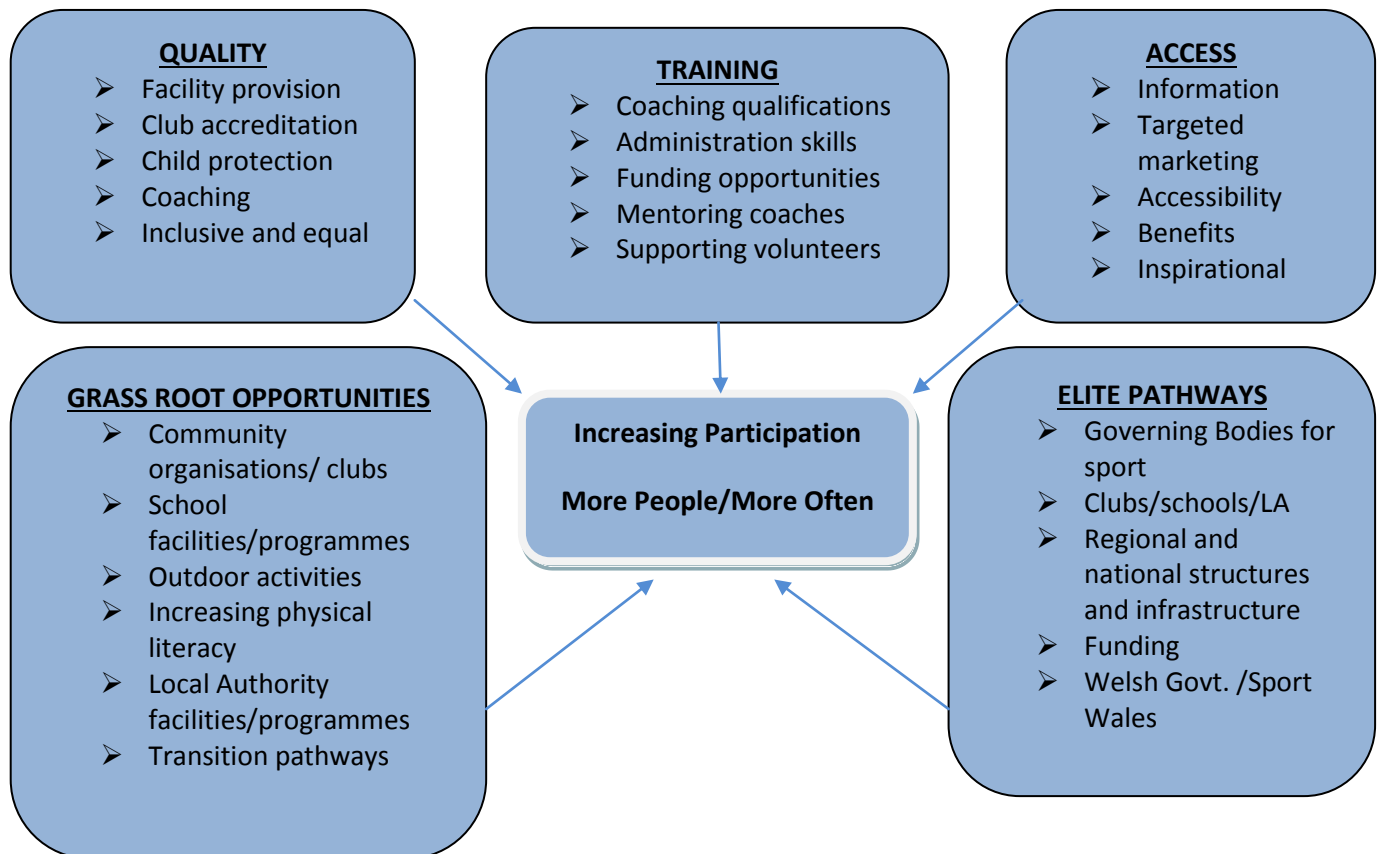 QUALITY
➢ Facility provision
➢ Club accreditation
➢ Child protection
➢ Coaching
➢ Inclusive and equal
TRAINING
➢ Coaching qualifications
➢ Administration skills
➢ Funding opportunities
➢ Mentoring coaches
➢ Supporting volunteers
ACCESS
➢ Information
➢ Targeted
marketing
➢ Accessibility
➢ Benefits
➢ Inspirational
GRASS ROOT OPPORTUNITIES
➢ Community
organisations/ clubs
➢ School
facilities/programmes
➢ Outdoor activities
➢ Increasing physical
literacy
➢ Local Authority
facilities/programmes
➢ Transition pathways
Increasing Participation
More People/More Often
ELITE PATHWAYS
➢ Governing Bodies for
sport
➢ Clubs/schools/LA
➢ Regional and
national structures
and infrastructure
➢ Funding
➢ Welsh Govt. /Sport
Wales